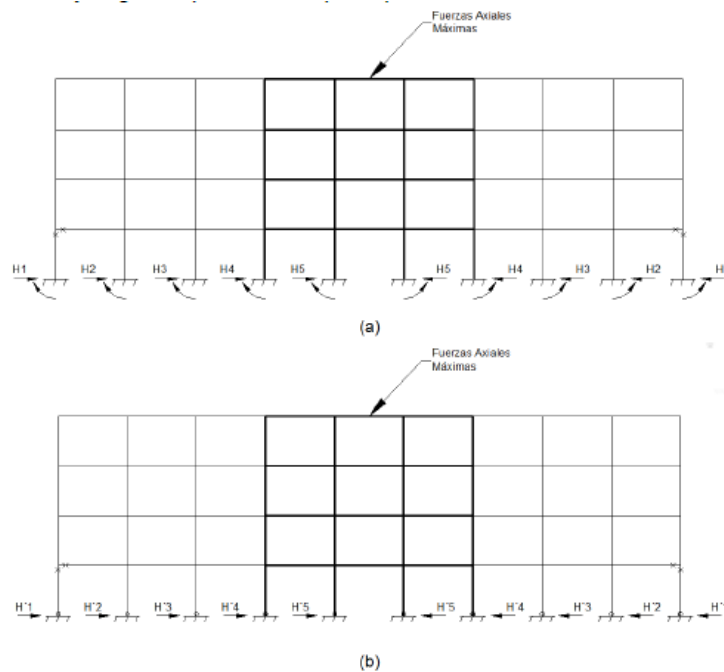 Fuerzas Axiales
Máximas
H1 H2 H3 H4 H5 H5 H4 H3 H2
(a)
Fuerzas Axiales
Máximas
H'1 H'2 H'3 H'4 H'5 H'5 H'4 H'3 H'2
(b)